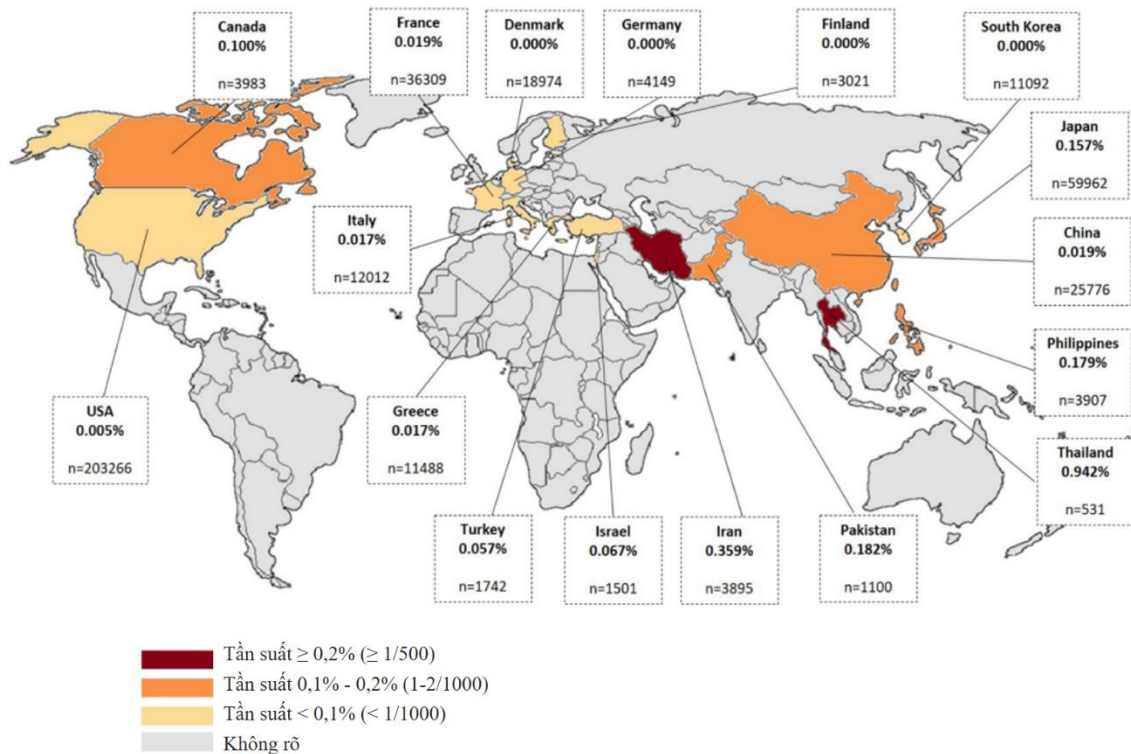 Canada
0.100%
n=3983
France
0.019%
n=36309
Denmark
0.000%
n=18974
Germany
0.000%
n=4149
Finland
0.000%
n=3021
South Korea
0.000%
n=11092
Japan
0.157%
n=59962
Italy
0.017%
n=12012
China
0.019%
n=25776
Philippines
0.179%
n=3907
USA
0.005%
n=203266
Greece
0.017%
n=11488
Thailand
0.942%
n=531
Turkey
0.057%
n=1742
Israel
0.067%
n=1501
Iran
0.359%
n=3895
Pakistan
0.182%
n=1100
Tần suất ≥ 0,2% (≥ 1/500)
Tần suất 0,1% - 0,2% (1-2/1000)
Tần suất < 0,1% (< 1/1000)
Không rõ